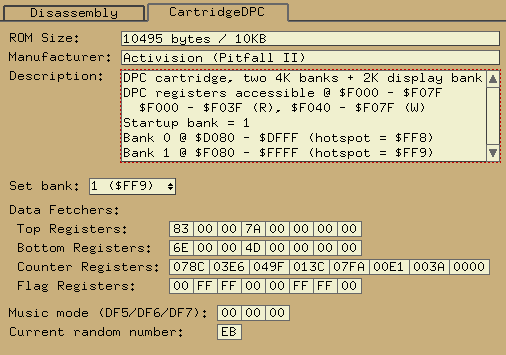 Disassembly CartridgeDPC
ROM Size: 10495 bytes / 10KB
Manufacturer: Activision (Pitfall II)
Description: DPC cartridge, two 4K banks + 2K display bank
DPC registers accessible @ $F000 - $F07F
$F000 - $F03F (R), $F040 - $F07F (W)
Startup bank = 1
Bank 0 @ $D080 - $DFFF (hotspot = $FF8)
Bank 1 @ $F080 - $FFFF (hotspot = $FF9)
Set bank: 1 ($FF9)
Data Fetchers:
Top Registers: 83 00 00 7A 00 00 00 00
Bottom Registers: 6E 00 00 4D 00 00 00 00
Counter Registers: 078C 03E6 049F 013C 07FA 00E1 003A 0000
Flag Registers: 00 FF FF 00 00 FF FF 00
Music mode (DF5/DF6/DF7): 00 00 00
Current random number: EB